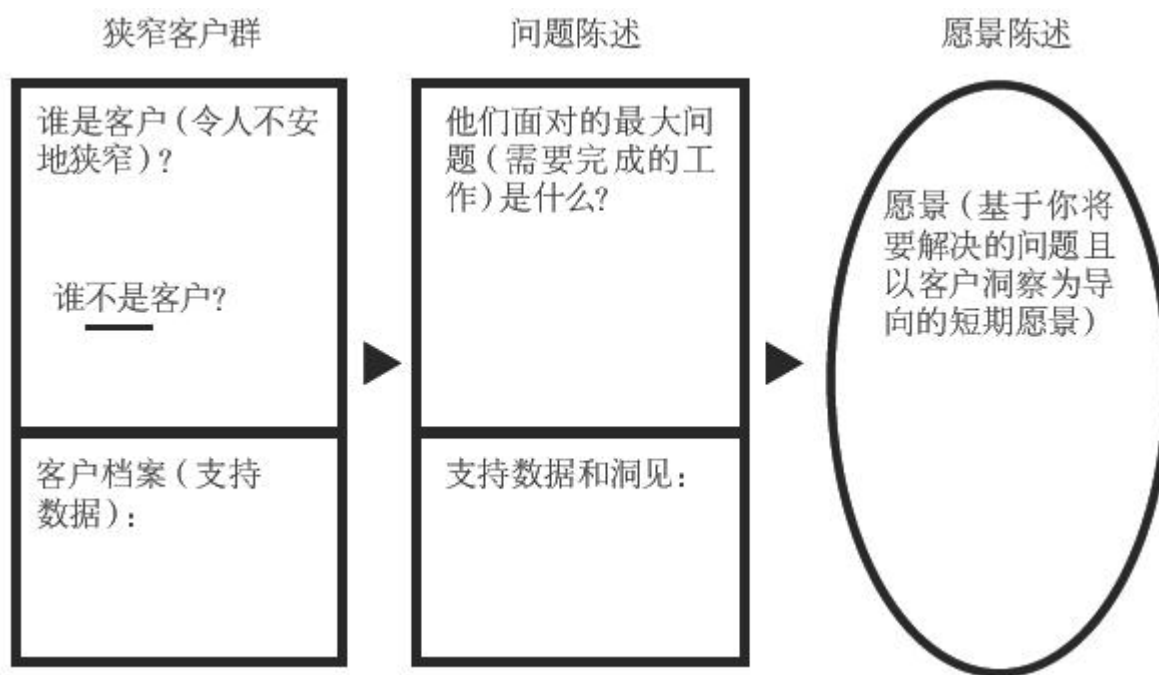 狭窄客户群
谁是客户(令人不安
地狭窄)?
谁不是客户?
客户档案(支持
数据):
问题陈述
他们面对的最大问
题(需要完成的工
作)是什么?
支持数据和洞见:
愿景陈述
愿景(基于你将
要解决的问题且
以客户洞察为导
向的短期愿景)